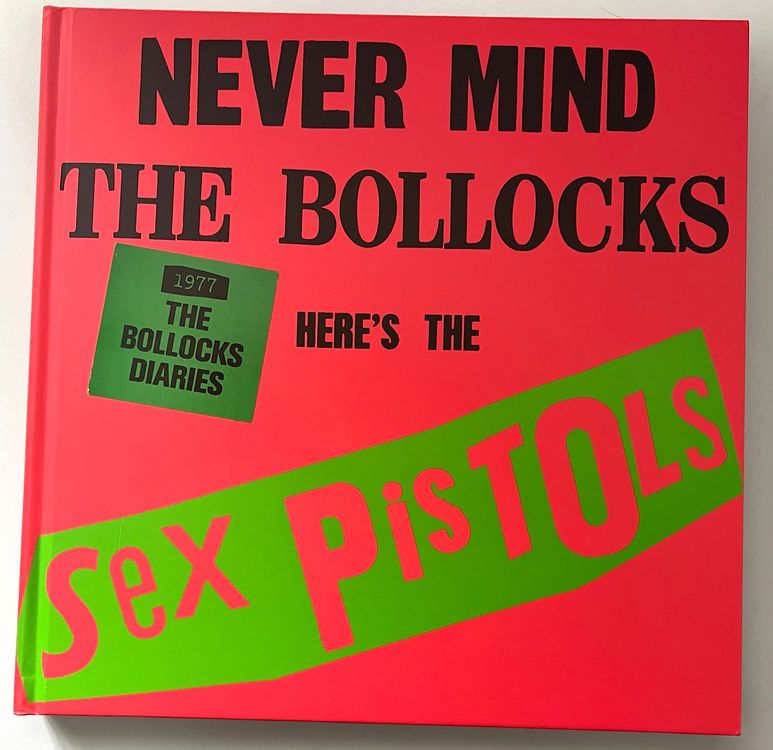 NEVER MIND
THE BOLLOCKS
1977
THE
BOLLOCKS
DIARIES
HERE'S THE
Sex PisTOLS